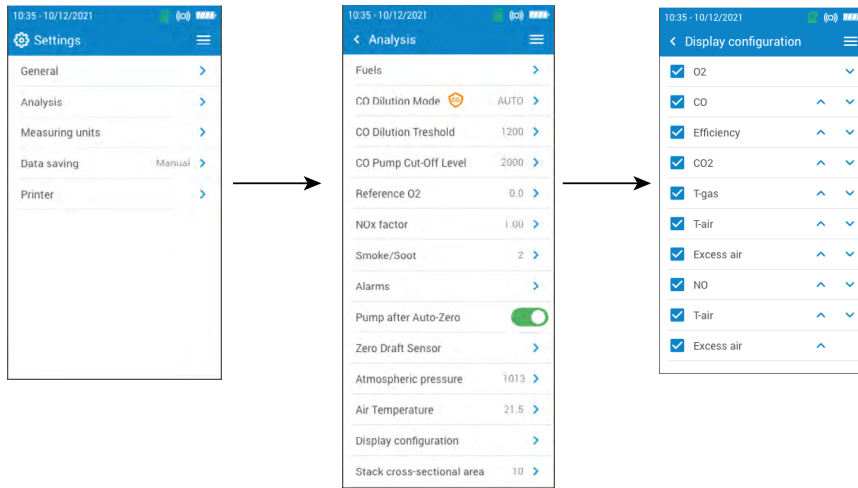 10:35 - 10/12/2021
Settings
General
Analysis
Measuring units
Data saving Manual
Printer
10:35 - 10/12/2021
Analysis
Fuels
CO Dilution Mode CO AUTO
CO Dilution Treshold 1200
CO Pump Cut-Off Level 2000
Reference O2 0.0
NOx factor 1.00
Smoke/Soot 2
Alarms
Pump after Auto-Zero
Zero Draft Sensor
Atmospheric pressure 1013
Air Temperature 21.5
Display configuration
Stack cross-sectional area 10
10:35 - 10/12/2021
Display configuration
O2
CO
Efficiency
CO2
T-gas
T-air
Excess air
NO
T-air
Excess air